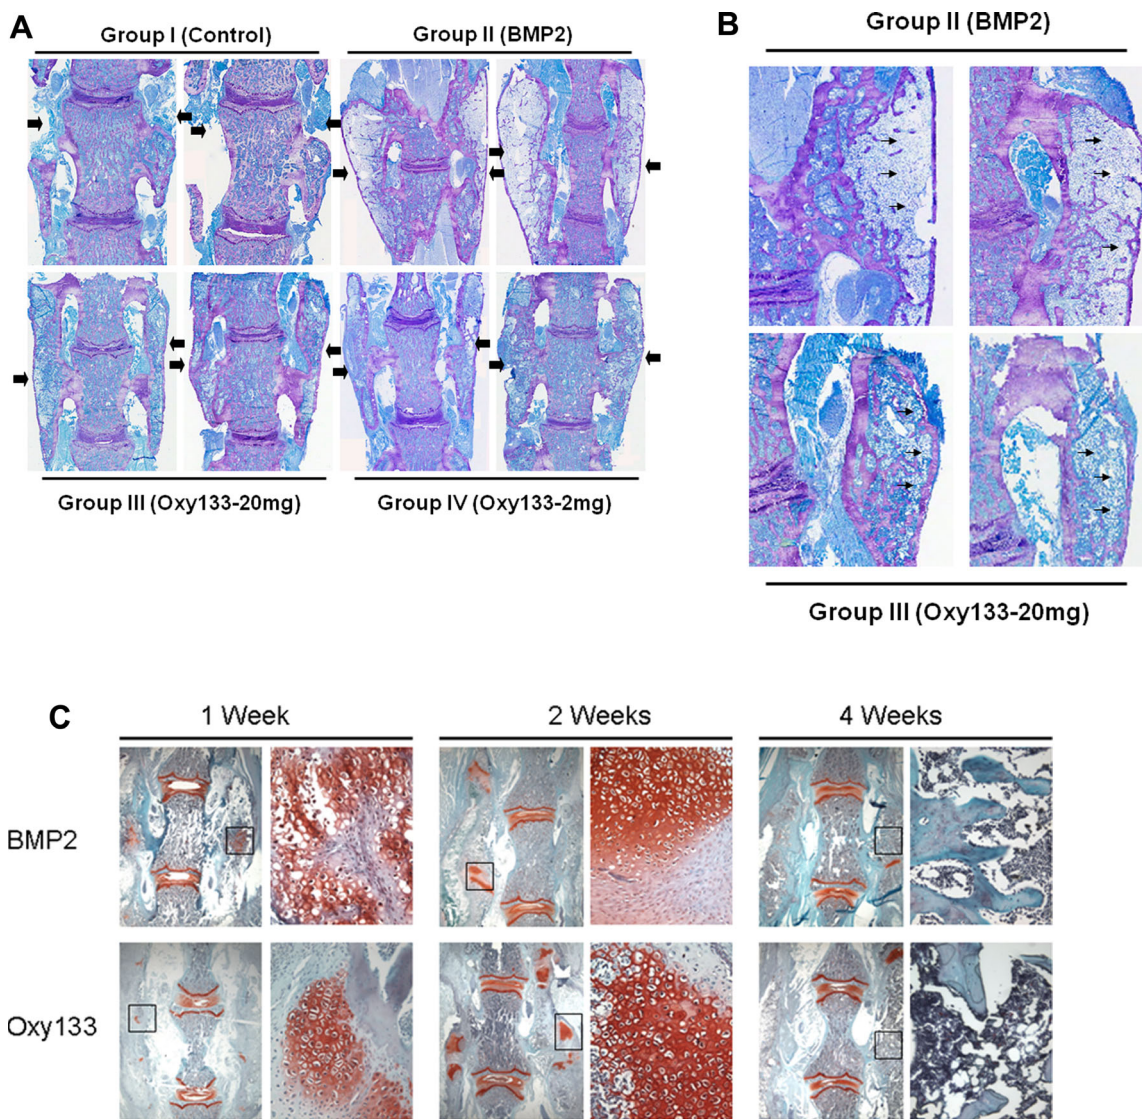 A
Group I (Control)
Group II (BMP2)
Group III (Oxy133-20mg)
Group IV (Oxy133-2mg)
B
Group II (BMP2)
Group III (Oxy133-20mg)
C
1 Week
2 Weeks
4 Weeks
BMP2
Oxy133